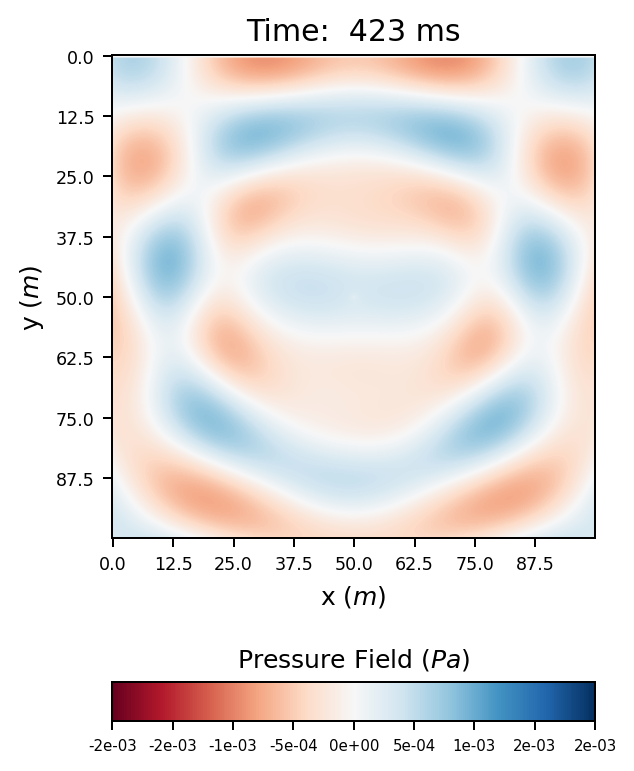 Time:  423 ms
0.0
12.5
25.0
37.5
50.0
62.5
75.0
87.5
y (m)
0.0 12.5 25.0 37.5 50.0 62.5 75.0 87.5
x (m)
Pressure Field (Pa)
-2e-03 -2e-03 -1e-03 -5e-04 0e+00 5e-04 1e-03 2e-03 2e-03